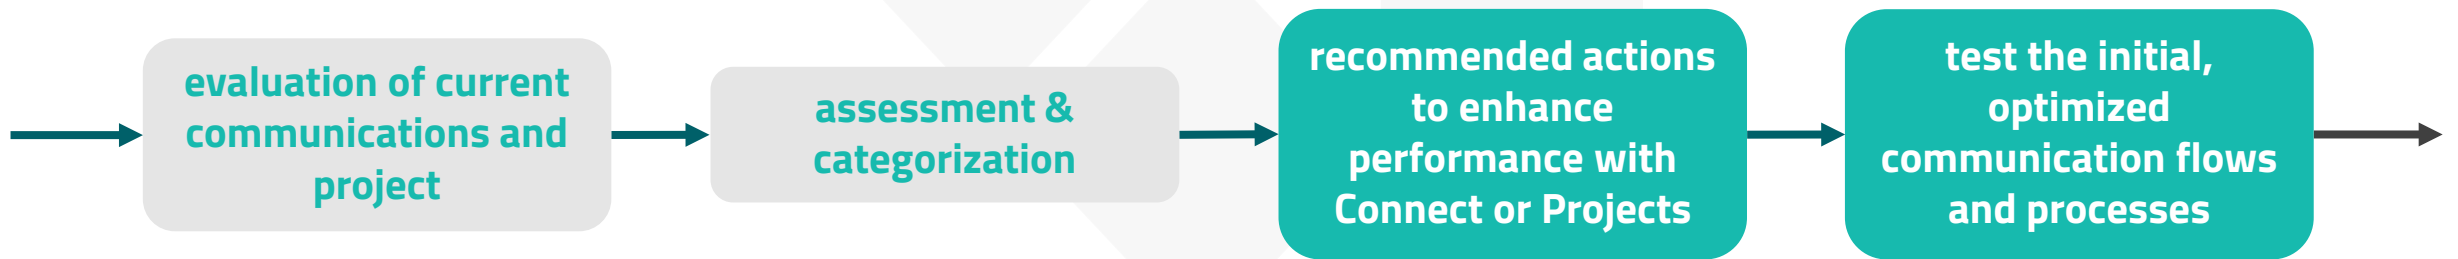 evaluation of current
communications and
project
assessment &
categorization
recommended actions
to enhance
performance with
Connect or Projects
test the initial,
optimized
communication flows
and processes